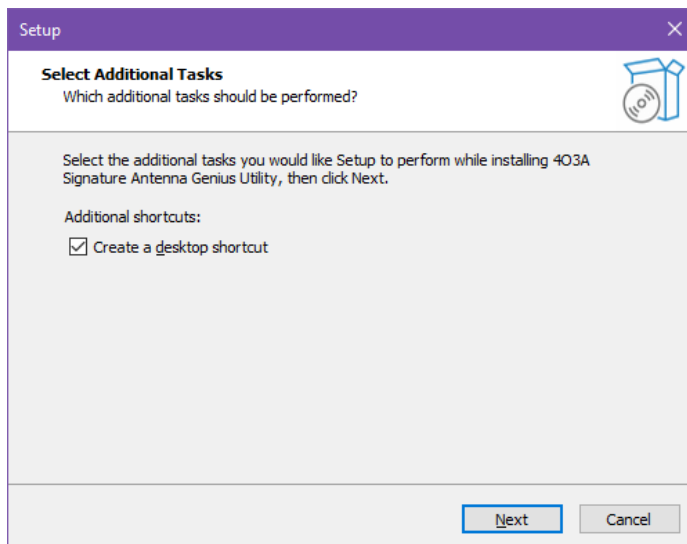 Setup
Select Additional Tasks
Which additional tasks should be performed?
Select the additional tasks you would like Setup to perform while installing 4O3A
Signature Antenna Genius Utility, then click Next.
Additional shortcuts:
Create a desktop shortcut
Next
Cancel